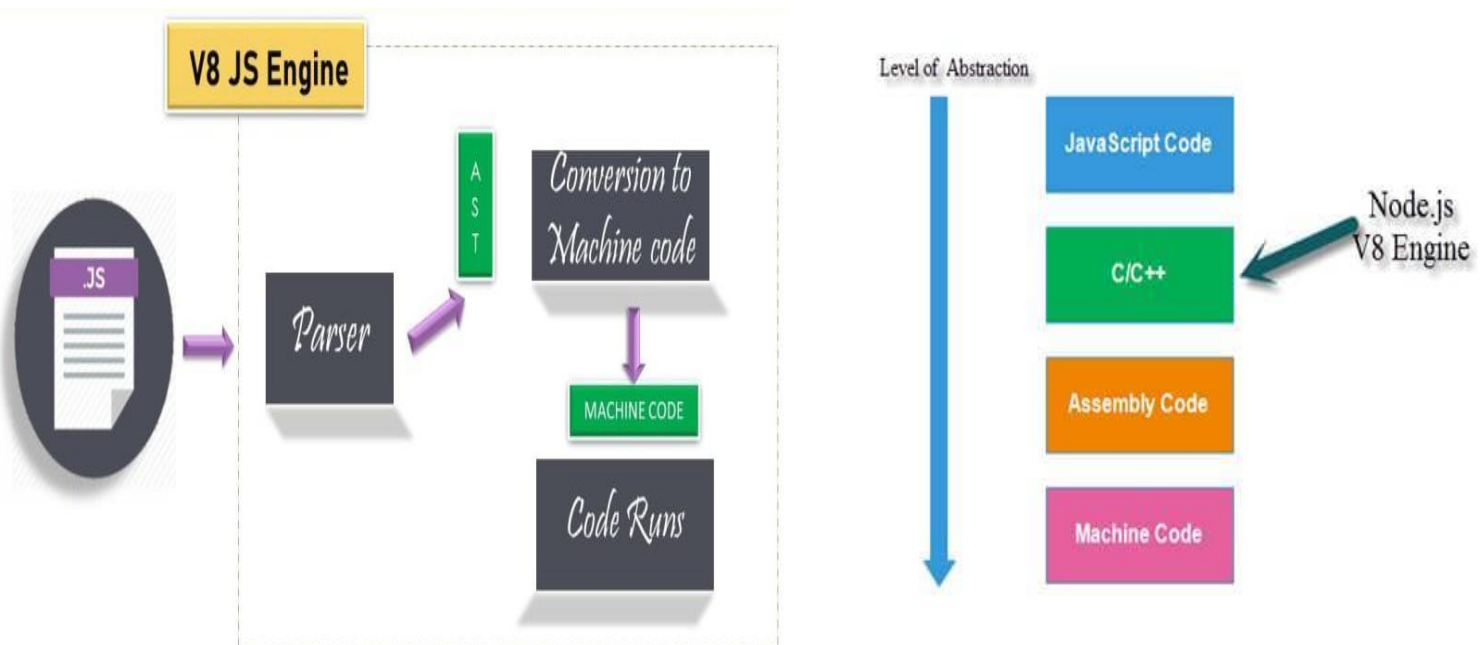 V8 JS Engine
.JS
Parser
A
S
T
Conversion to
Machine code
MACHINE CODE
Code Runs
Level of Abstraction
JavaScript Code
C/C++
Assembly Code
Machine Code
Node.js
V8 Engine